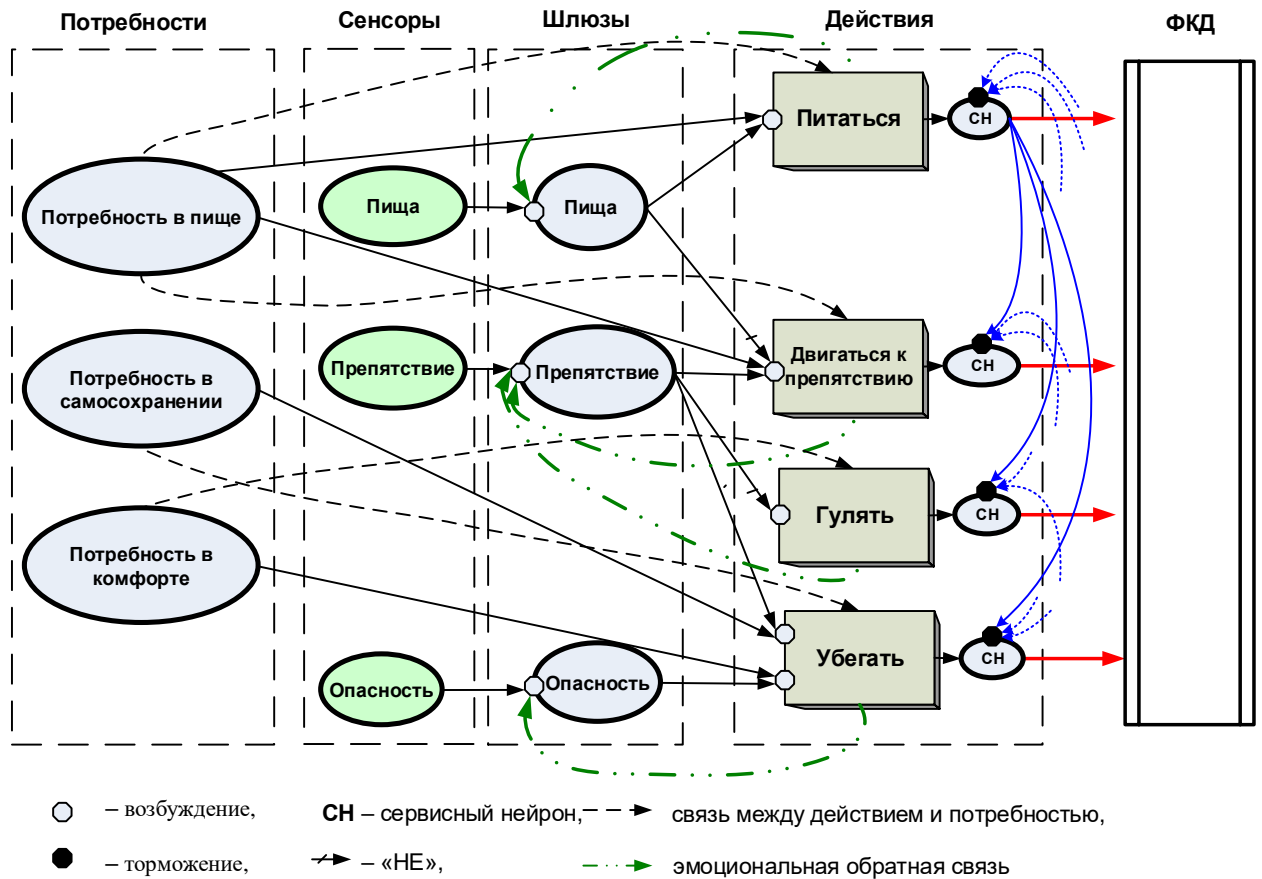 Потребности
Сенсоры
Шлюзы
Действия
ФКД
Питаться
СН
Потребность в пище
Пища
Пища
Препятствие
Препятствие
Двигаться к
препятствию
СН
Потребность в
самосохранении
Гулять
СН
Потребность в
комфорте
Убегать
СН
Опасность
Опасность
– возбуждение,
СН – сервисный нейрон,
связь между действием и потребностью,
– торможение,
– «НЕ»,
эмоциональная обратная связь